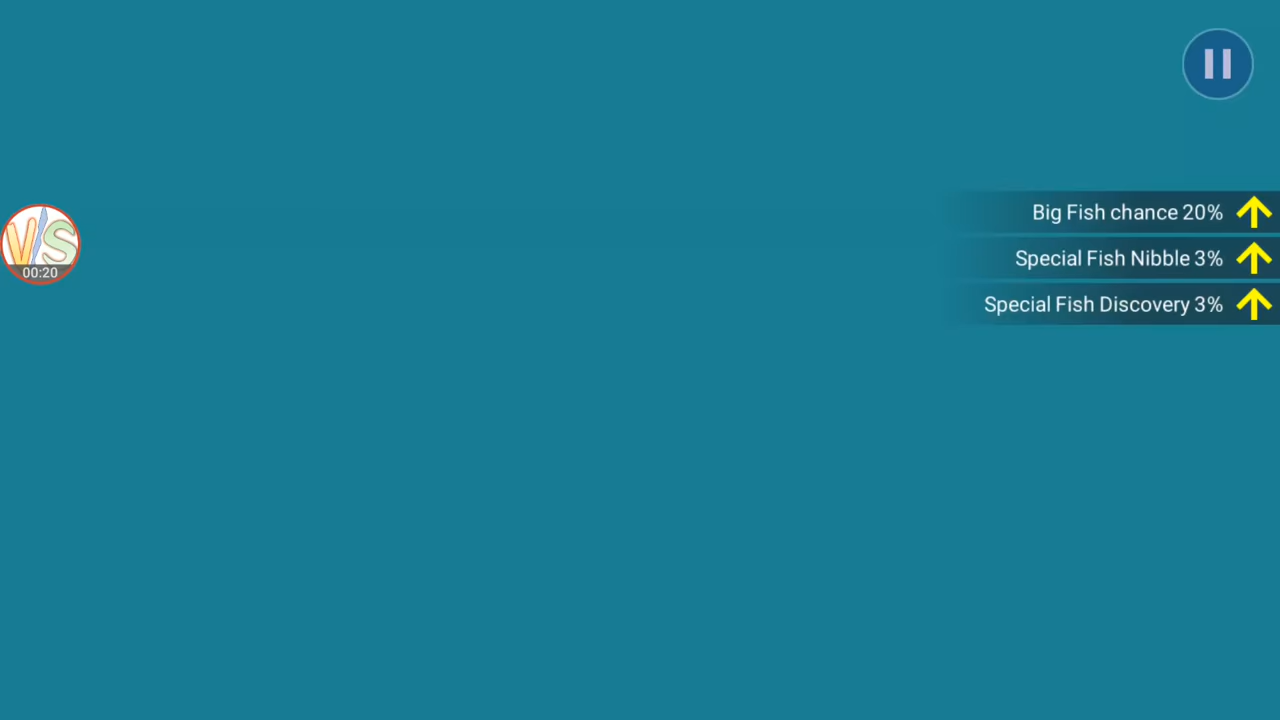 Big Fish chance 20%
VS
Special Fish Nibble 3%
00:20
Special Fish Discovery 3%